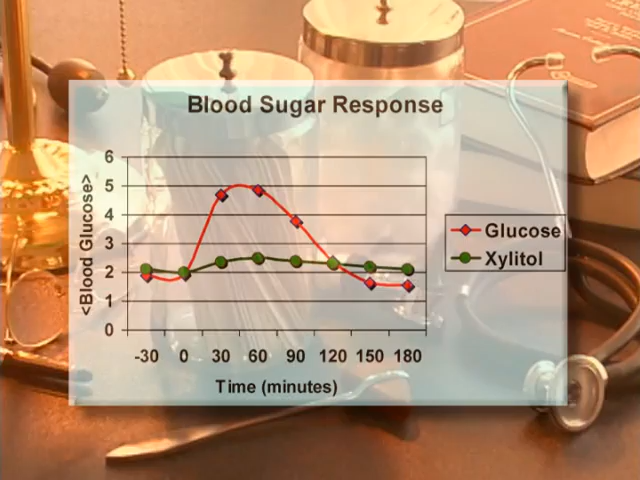 Blood Sugar Response
<Blood Glucose>
6
5
4
3
2
1
0
-30 0 30 60 90 120 150 180
Time (minutes)
Glucose
Xylitol